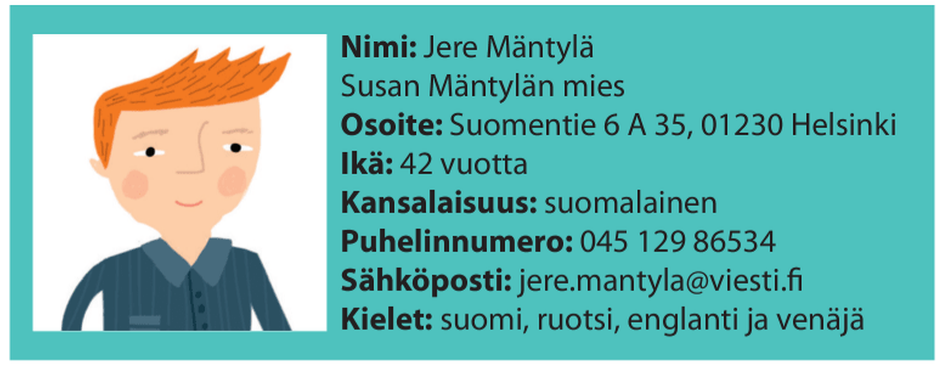 Nimi: Jere Mäntylä
Susan Mäntylän mies
Osoite: Suomentie 6 A 35, 01230 Helsinki
Ikä: 42 vuotta
Kansalaisuus: suomalainen
Puhelinnumero: 045 129 86534
Sähköposti: jere.mantyla@viesti.fi
Kielet: suomi, ruotsi, englanti ja venäjä